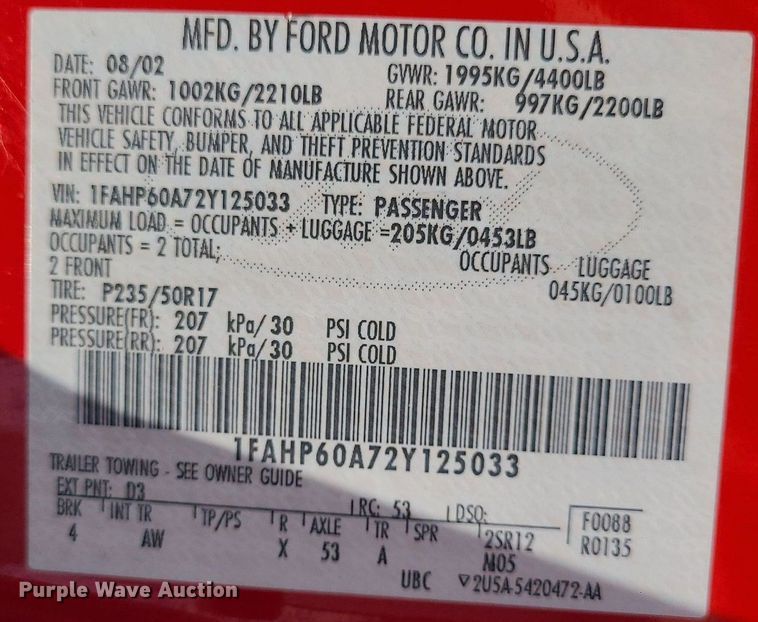 MFD. BY FORD MOTOR CO. IN U.S.A.
DATE: 08/02 GVWR: 1995KG/4400LB
FRONT GAWR: 1002KG/2210LB REAR GAWR: 997KG/2200LB
THIS VEHICLE CONFORMS TO ALL APPLICABLE FEDERAL MOTOR
VEHICLE SAFETY, BUMPER, AND THEFT PREVENTION STANDARDS
IN EFFECT ON THE DATE OF MANUFACTURE SHOWN ABOVE.
VIN: 1FAHP60A72Y125033 TYPE: PASSENGER
MAXIMUM LOAD = OCCUPANTS + LUGGAGE =205KG/0453LB
OCCUPANTS = 2 TOTAL; OCCUPANTS LUGGAGE
2 FRONT 045KG/0100LB
TIRE: P235/50R17
PRESSURE(FR): 207 kPa/30 PSI COLD
PRESSURE(RR): 207 kPa/30 PSI COLD
1FAHP60A72Y125033
TRAILER TOWING - SEE OWNER GUIDE
EXT PNT: D3 RC: 53 DSO: F0088
BRK INT TR TP/PS R AXLE TR SPR 2SR12 R0135
4 AW X 53 A M05
UBC 2U5A-5420472-AA
Purple Wave Auction